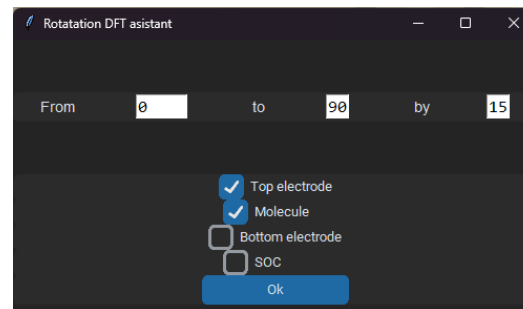 Rotatation DFT asistant
From 0 to 90 by 15
Top electrode
Molecule
Bottom electrode
SOC
Ok